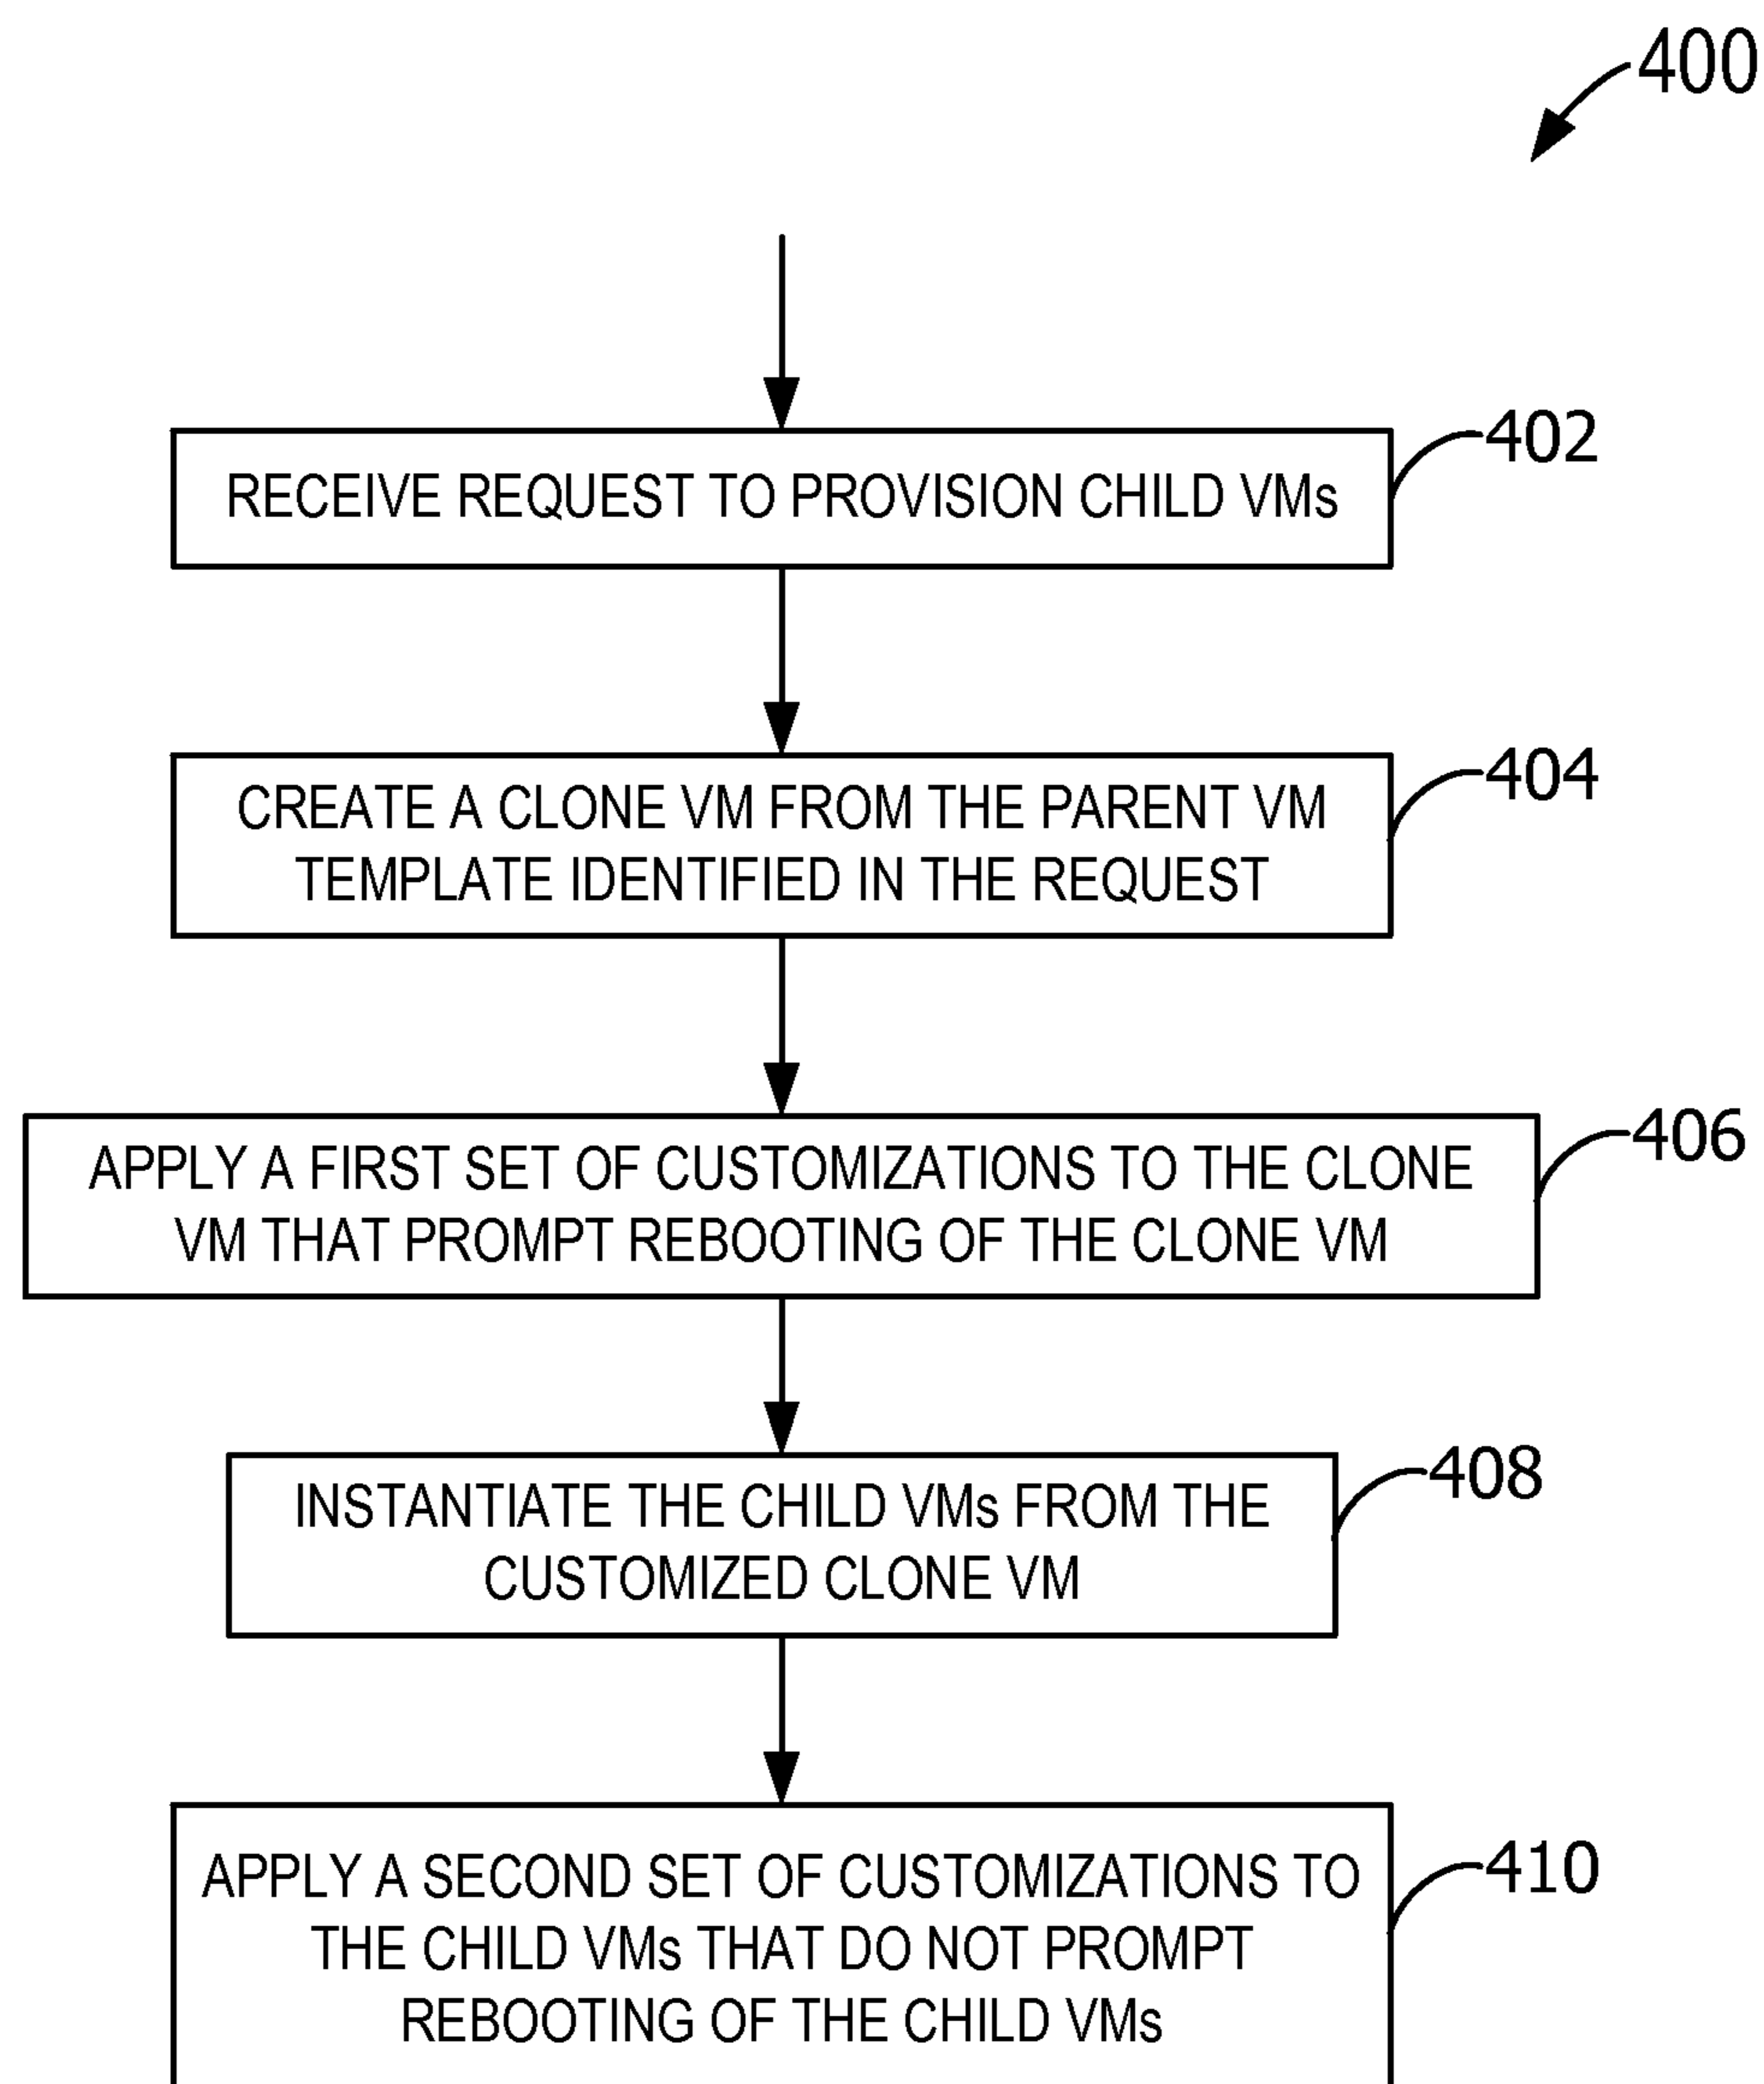 400
RECEIVE REQUEST TO PROVISION CHILD VMs
402
CREATE A CLONE VM FROM THE PARENT VM
TEMPLATE IDENTIFIED IN THE REQUEST
404
APPLY A FIRST SET OF CUSTOMIZATIONS TO THE CLONE
VM THAT PROMPT REBOOTING OF THE CLONE VM
406
INSTANTIATE THE CHILD VMs FROM THE
CUSTOMIZED CLONE VM
408
APPLY A SECOND SET OF CUSTOMIZATIONS TO
THE CHILD VMs THAT DO NOT PROMPT
REBOOTING OF THE CHILD VMs
410